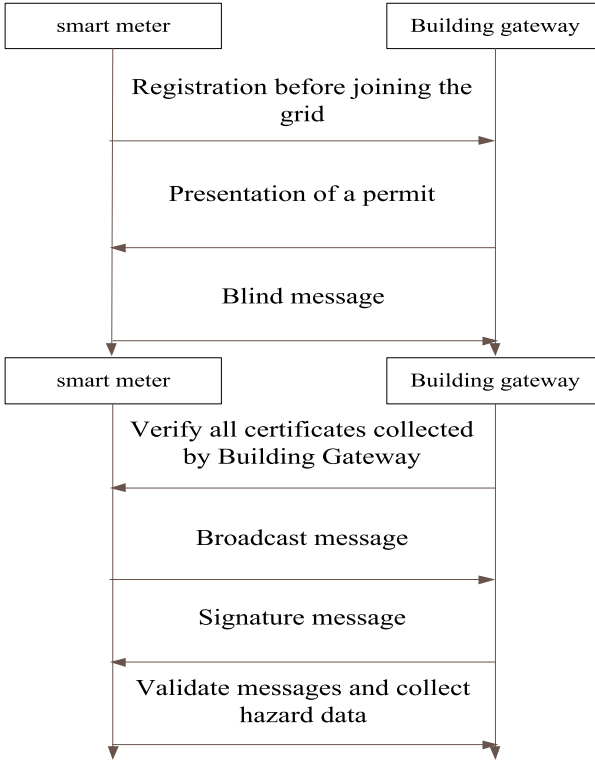 smart meter
Building gateway
Registration before joining the
grid
Presentation of a permit
Blind message
smart meter
Building gateway
Verify all certificates collected
by Building Gateway
Broadcast message
Signature message
Validate messages and collect
hazard data